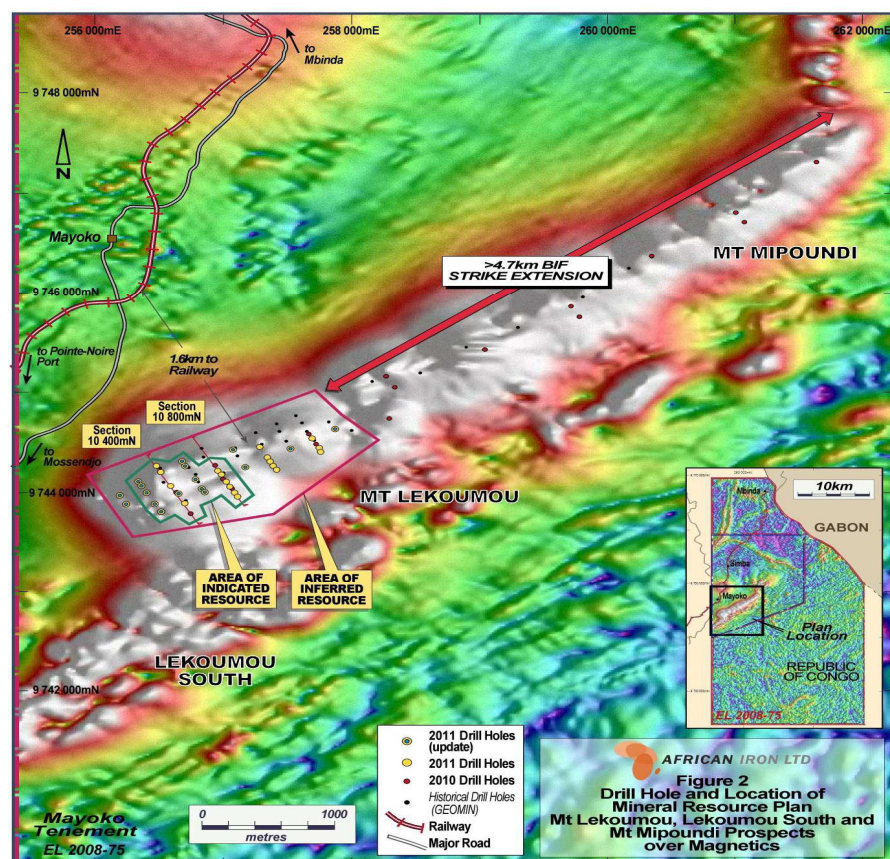 256 000mE
258 000mE
260 000mE
262 000mE
to
Mbinda
9 748 000mN
N
Mayoko
>4.7km BIF
STRIKE EXTENSION
MT MIPOUNDI
9 746 000mN
to Pointe-Noire
Port
1.6km to
Railway
Section
10 800mN
Section
10 400mN
to
Mossendjo
9 744 000mN
MT LEKOUMOU
AREA OF
INDICATED
RESOURCE
AREA OF
INFERRED
RESOURCE
LEKOUMOU
SOUTH
9 742 000mN
10km
Mbinda
GABON
Mayoko
Plan
Location
REPUBLIC
OF CONGO
EL 2008-75
2011 Drill Holes
(update)
2011 Drill Holes
2010 Drill Holes
Historical Drill Holes
(GEOMIN)
Railway
Major Road
Mayoko
Tenement
EL 2008-75
0
1000
metres
AFRICAN IRON LTD
Figure 2
Drill Hole and Location of
Mineral Resource Plan
Mt Lekoumou, Lekoumou South and
Mt Mipoundi Prospects
over Magnetics